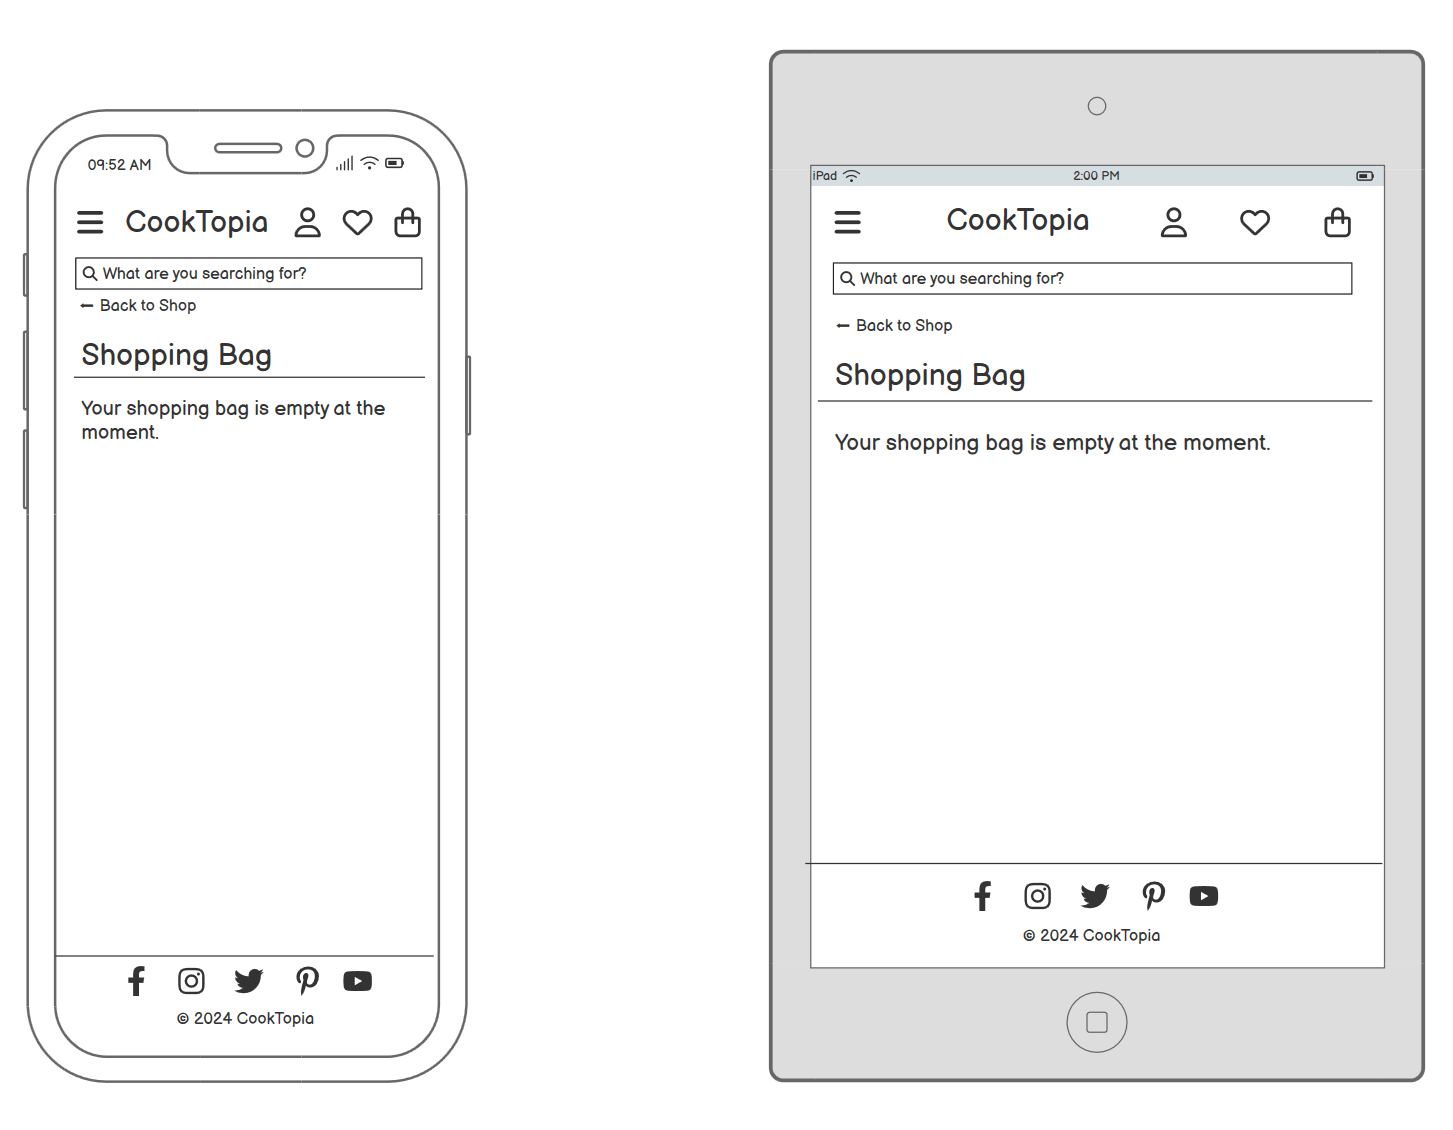 09:52 AM
CookTopia
What are you searching for?
Back to Shop
Shopping Bag
Your shopping bag is empty at the
moment.
© 2024 CookTopia
iPad
2:00 PM
CookTopia
What are you searching for?
Back to Shop
Shopping Bag
Your shopping bag is empty at the moment.
© 2024 CookTopia